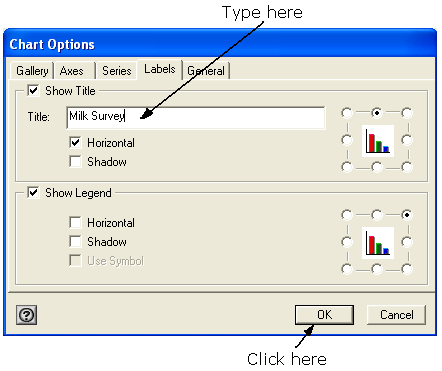 Type here
Chart Options
Gallery Axes Series Labels General
Show Title
Title: Milk Survey
Horizontal
Shadow
Show Legend
Horizontal
Shadow
Use Symbol
? OK Cancel
Click here